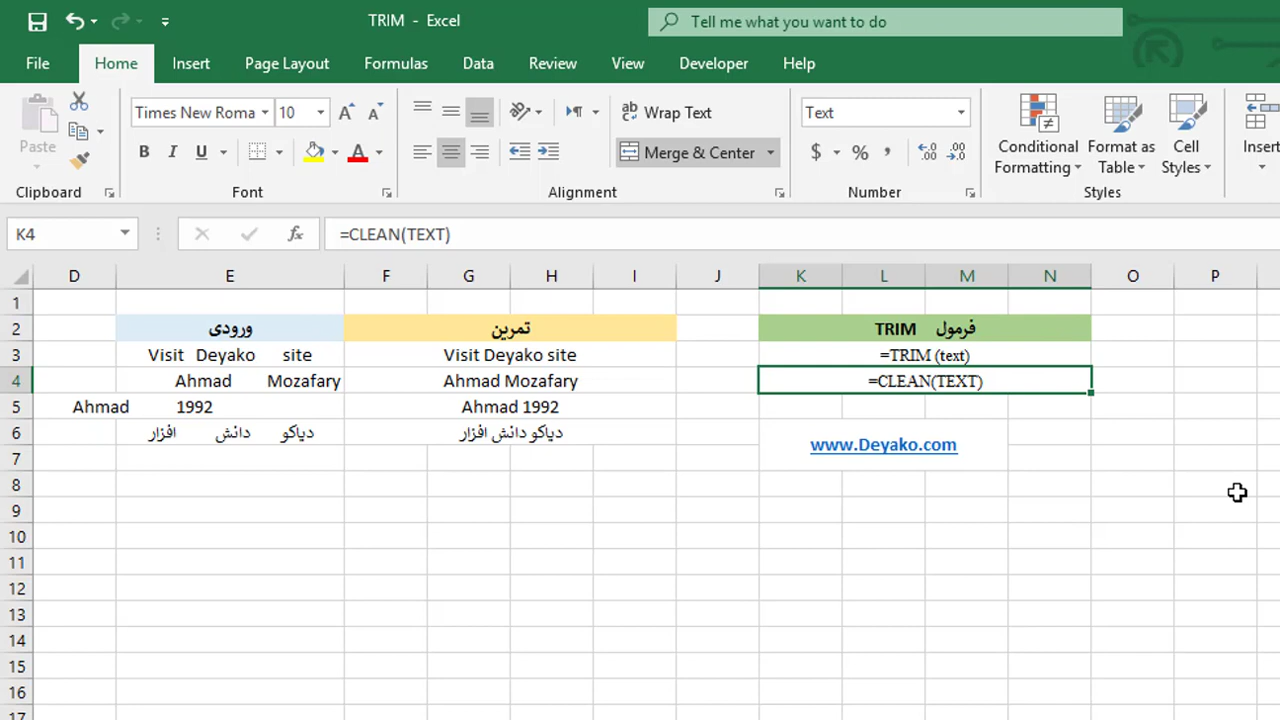 TRIM - Excel
Tell me what you want to do
File Home Insert Page Layout Formulas Data Review View Developer Help
Times New Roma 10 Wrap Text Text
Paste B I U A Merge & Center $ % , Conditional Formatting Format as Table Cell Styles Insert
Clipboard Font Alignment Number Styles
K4 fx =CLEAN(TEXT)
D E F G H I J K L M N O P
1
2 ورودی تمرین فرمول TRIM
3 Visit Deyako site Visit Deyako site =TRIM (text)
4 Ahmad Mozafary Ahmad Mozafary =CLEAN(TEXT)
5 Ahmad 1992 Ahmad 1992
6 دیاکو دانش افزار دیاکو دانش افزار
www.Deyako.com
7
8
9
10
11
12
13
14
15
16
17